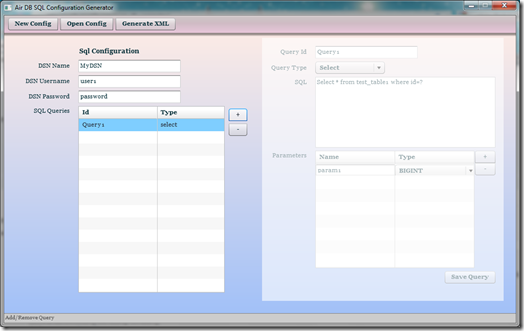 Air DB SQL Configuration Generator
New Config Open Config Generate XML
Sql Configuration
DSN Name MyDSN
DSN Username user1
DSN Password password
SQL Queries Id Type +
Query1 select -
Query Id Query1
Query Type Select
SQL Select * from test_table1 where id=?
Parameters Name Type +
param1 BIGINT -
Save Query
Add/Remove Query